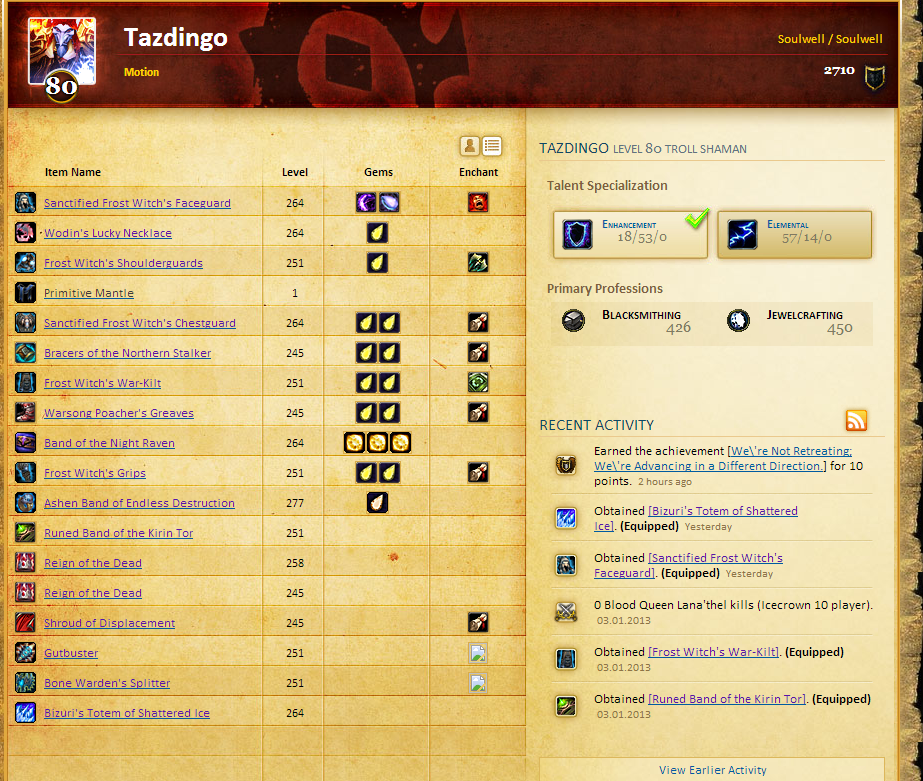 Tazdingo
Soulwell / Soulwell
Motion
2710
80
Item Name Level Gems Enchant
Sanctified Frost Witch's Faceguard 264
Wodin's Lucky Necklace 264
Frost Witch's Shoulderguards 251
Primitive Mantle 1
Sanctified Frost Witch's Chestguard 264
Bracers of the Northern Stalker 245
Frost Witch's War-Kilt 251
Warsong Poacher's Greaves 245
Band of the Night Raven 264
Frost Witch's Grips 251
Ashen Band of Endless Destruction 277
Runed Band of the Kirin Tor 251
Reign of the Dead 258
Reign of the Dead 245
Shroud of Displacement 245
Gutbuster 251
Bone Warden's Splitter 251
Bizuri's Totem of Shattered Ice 264
TAZDINGO LEVEL 80 TROLL SHAMAN
Talent Specialization
ENHANCEMENT
18/53/0
ELEMENTAL
57/14/0
Primary Professions
BLACKSMITHING
426
JEWELCRAFTING
450
RECENT ACTIVITY
Earned the achievement [We\'re Not Retreating;
We\'re Advancing in a Different Direction.] for 10
points. 2 hours ago
Obtained [Bizuri's Totem of Shattered
Ice]. (Equipped) Yesterday
Obtained [Sanctified Frost Witch's
Faceguard]. (Equipped) Yesterday
0 Blood Queen Lana'thel kills (Icecrown 10 player).
03.01.2013
Obtained [Frost Witch's War-Kilt]. (Equipped)
03.01.2013
Obtained [Runed Band of the Kirin Tor]. (Equipped)
03.01.2013
View Earlier Activity